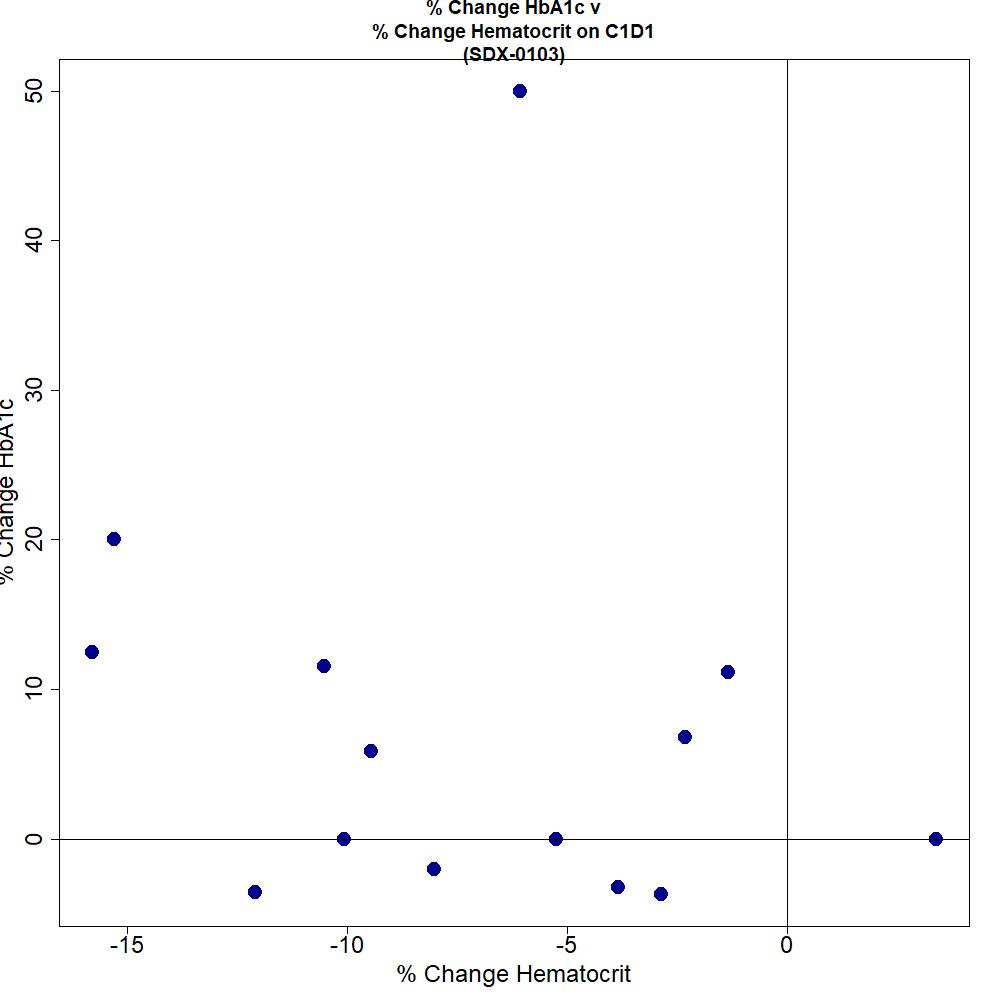 % Change HbA1c v
% Change Hematocrit on C1D1
(SDX-0103)
50
40
30
20
10
0
% Change HbA1c
-15
-10
-5
0
% Change Hematocrit